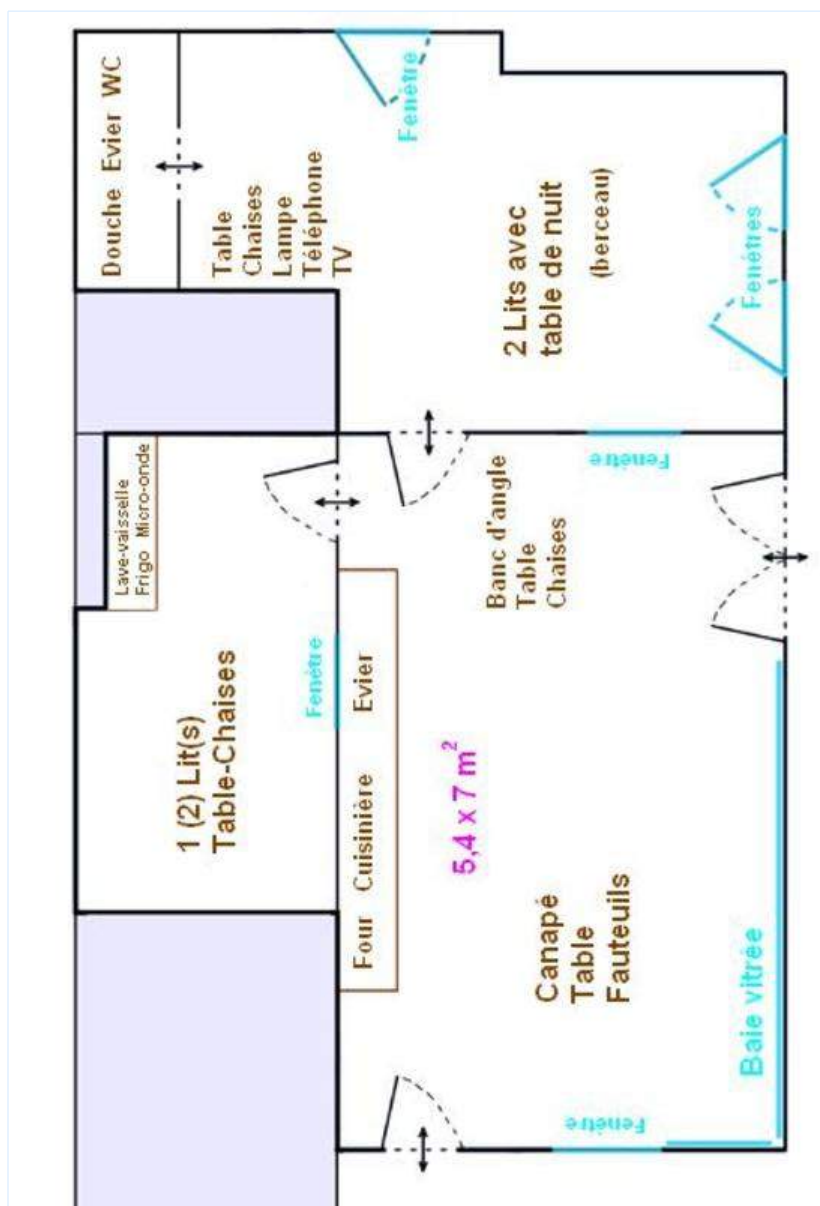 Douche Evier WC
Table
Chaises
Lampe
Téléphone
TV
Fenêtre
2 Lits avec
table de nuit
(berceau)
Fenêtres
Lave-vaisselle
Frigo Micro-onde
1 (2) Lit(s)
Table-Chaises
Fenêtre
Four Cuisinière Evier
Banc d'angle
Table
Chaises
Fenêtre
5,4 x 7 m²
Canapé
Table
Fauteuils
Fenêtre
Baie vitrée